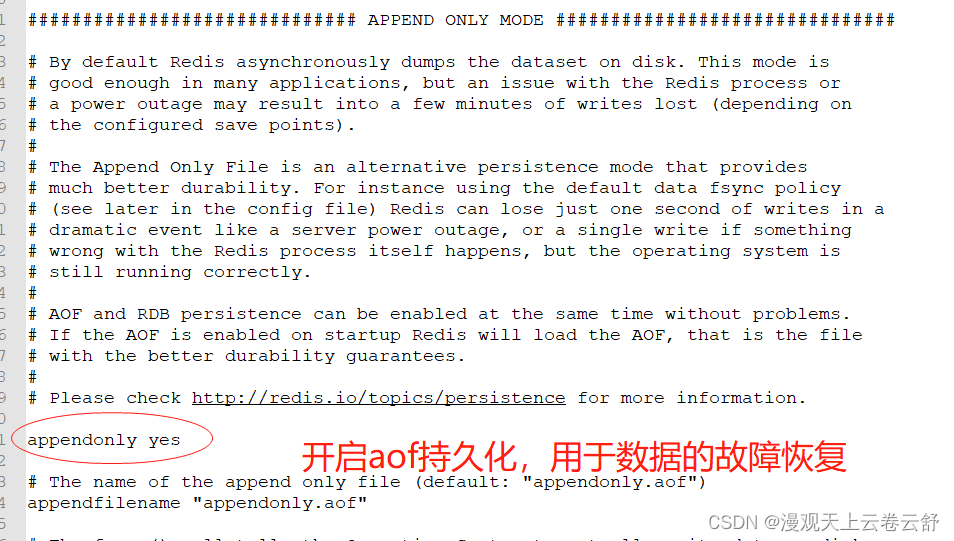 ############################## APPEND ONLY MODE ###############################
# By default Redis asynchronously dumps the dataset on disk. This mode is
# good enough in many applications, but an issue with the Redis process or
# a power outage may result into a few minutes of writes lost (depending on
# the configured save points).
#
# The Append Only File is an alternative persistence mode that provides
# much better durability. For instance using the default data fsync policy
# (see later in the config file) Redis can lose just one second of writes in a
# dramatic event like a server power outage, or a single write if something
# wrong with the Redis process itself happens, but the operating system is
# still running correctly.
#
# AOF and RDB persistence can be enabled at the same time without problems.
# If the AOF is enabled on startup Redis will load the AOF, that is the file
# with the better durability guarantees.
#
# Please check http://redis.io/topics/persistence for more information.
appendonly yes
开启aof持久化，用于数据的故障恢复
# The name of the append only file (default: "appendonly.aof")
appendfilename "appendonly.aof"
CSDN @漫观天上云卷云舒